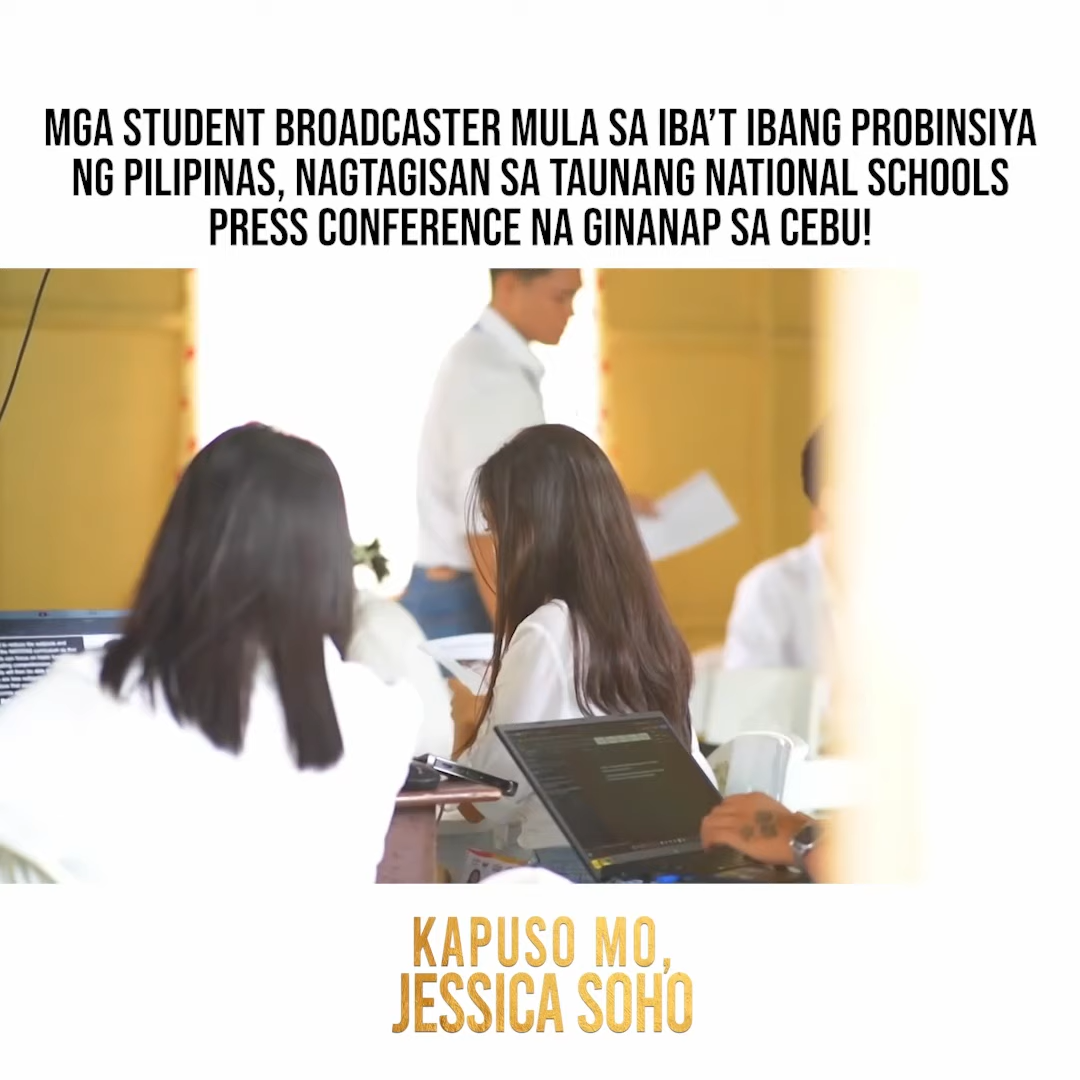 MGA STUDENT BROADCASTER MULA SA IBA'T IBANG PROBINSIYA
NG PILIPINAS, NAGTAGISAN SA TAUNANG NATIONAL SCHOOLS
PRESS CONFERENCE NA GINANAP SA CEBU!
KAPUSO MO,
JESSICA SOHO